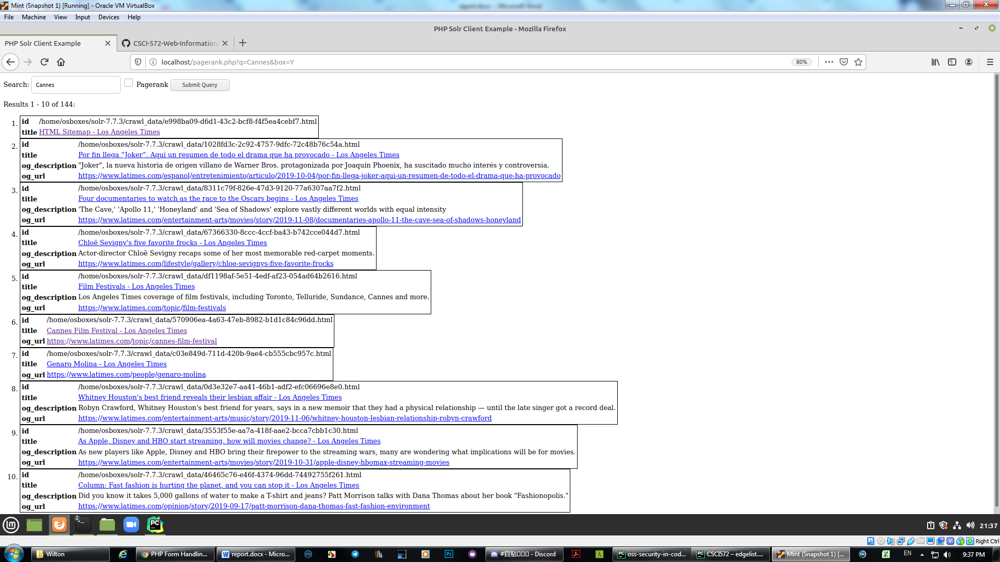 Mint (Snapshot 1) [Running] - Oracle VM VirtualBox
File Machine View Input Devices Help
PHP Solr Client Example - Mozilla Firefox
PHP Solr Client Example
CSCI-572-Web-Information
localhost/pagerank.php?q=Cannes&box=Y
80%
Search: Cannes Pagerank Submit Query
Results 1 - 10 of 144:
1. id /home/osboxes/solr-7.7.3/crawl_data/e998ba09-d6d1-43c2-bcf8-f4f5ea4cebf7.html
title HTML Sitemap - Los Angeles Times
2. id /home/osboxes/solr-7.7.3/crawl_data/1028fd3c-2c92-4757-9dfc-72c48b76c54a.html
title Por fin llega “Joker”. Aquí un resumen de todo el drama que ha provocado - Los Angeles Times
og_description "Joker", la nueva historia de origen villano de Warner Bros. protagonizada por Joaquín Phoenix, ha suscitado mucho interés y controversia.
og_url https://www.latimes.com/espanol/entretenimiento/articulo/2019-10-04/por-fin-llega-joker-aqui-un-resumen-de-todo-el-drama-que-ha-provocado
3. id /home/osboxes/solr-7.7.3/crawl_data/8311c79f-826e-47d3-9120-77a6307aa7f2.html
title Four documentaries to watch as the race to the Oscars begins - Los Angeles Times
og_description 'The Cave,' 'Apollo 11,' 'Honeyland' and 'Sea of Shadows' explore vastly different worlds with equal intensity
og_url https://www.latimes.com/entertainment-arts/movies/story/2019-11-08/documentaries-apollo-11-the-cave-sea-of-shadows-honeyland
4. id /home/osboxes/solr-7.7.3/crawl_data/67366330-8ccc-4ccf-ba43-b742cce044d7.html
title Chloë Sevigny's five favorite frocks - Los Angeles Times
og_description Actor-director Chloë Sevigny recaps some of her most memorable red-carpet moments.
og_url https://www.latimes.com/lifestyle/gallery/chloe-sevignys-five-favorite-frocks
5. id /home/osboxes/solr-7.7.3/crawl_data/df1198af-5e51-4edf-af23-054ad64b2616.html
title Film Festivals - Los Angeles Times
og_description Los Angeles Times coverage of film festivals, including Toronto, Telluride, Sundance, Cannes and more.
og_url https://www.latimes.com/topic/film-festivals
6. id /home/osboxes/solr-7.7.3/crawl_data/570906ea-4a63-47eb-8982-b1d1c84c96dd.html
title Cannes Film Festival - Los Angeles Times
og_url https://www.latimes.com/topic/cannes-film-festival
7. id /home/osboxes/solr-7.7.3/crawl_data/c03e849d-711d-420b-9ae4-cb555cbc957c.html
title Genaro Molina - Los Angeles Times
og_url https://www.latimes.com/people/genaro-molina
8. id /home/osboxes/solr-7.7.3/crawl_data/0d3e32e7-aa41-46b1-adf2-efc06696e8e0.html
title Whitney Houston's best friend reveals their lesbian affair - Los Angeles Times
og_description Robyn Crawford, Whitney Houston's best friend for years, says in a new memoir that they had a physical relationship — until the late singer got a record deal.
og_url https://www.latimes.com/entertainment-arts/music/story/2019-11-06/whitney-houston-lesbian-relationship-robyn-crawford
9. id /home/osboxes/solr-7.7.3/crawl_data/3553f55e-aa7a-418f-aae2-bcca7cbb1c30.html
title As Apple, Disney and HBO start streaming, how will movies change? - Los Angeles Times
og_description As new players like Apple, Disney and HBO bring their firepower to the streaming wars, many are wondering what implications will be for movies.
og_url https://www.latimes.com/entertainment-arts/movies/story/2019-10-31/apple-disney-hbomax-streaming-movies
10. id /home/osboxes/solr-7.7.3/crawl_data/46465c76-e46f-4374-96dd-74492755f261.html
title Column: Fast fashion is hurting the planet, and you can stop it - Los Angeles Times
og_description Did you know it takes 5,000 gallons of water to make a T-shirt and jeans? Patt Morrison talks with Dana Thomas about her book "Fashionopolis."
og_url https://www.latimes.com/opinion/story/2019-09-17/patt-morrison-dana-thomas-fast-fashion-environment
2
PC
21:37
Right Ctrl
Wilton
PHP Form Handlin...
report.docx - Micro...
#自貼 - Discord
oss-security-in-cod...
CSCI572 – edgelist....
Mint (Snapshot 1) [...
EN
9:37 PM